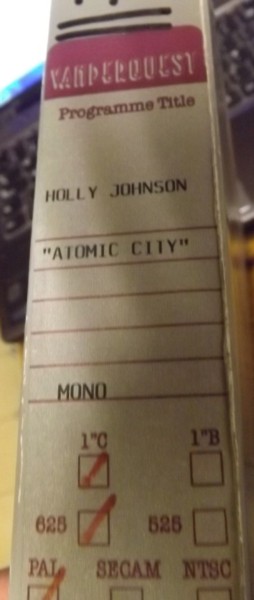 VANDERQUEST
Programme Title
HOLLY JOHNSON
"ATOMIC CITY"
MONO
1"C 1"B
625 525
PAL SECAM NTSC